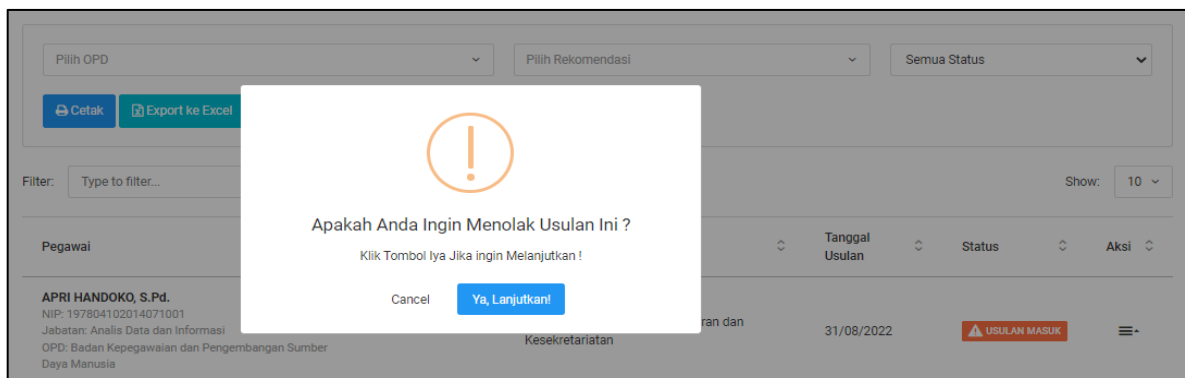 Pilih OPD
Pilih Rekomendasi
Semua Status
Cetak
Export ke Excel
Filter:
Type to filter...
Show:
10
Apakah Anda Ingin Menolak Usulan Ini ?
Klik Tombol Iya Jika ingin Melanjutkan !
Cancel
Ya, Lanjutkan!
Pegawai
Tanggal
Usulan
Status
Aksi
APRI HANDOKO, S.Pd.
NIP: 197804102014071001
Jabatan: Analis Data dan Informasi
OPD: Badan Kepegawaian dan Pengembangan Sumber
Daya Manusia
ran dan
Kesekretariatan
31/08/2022
USULAN MASUK